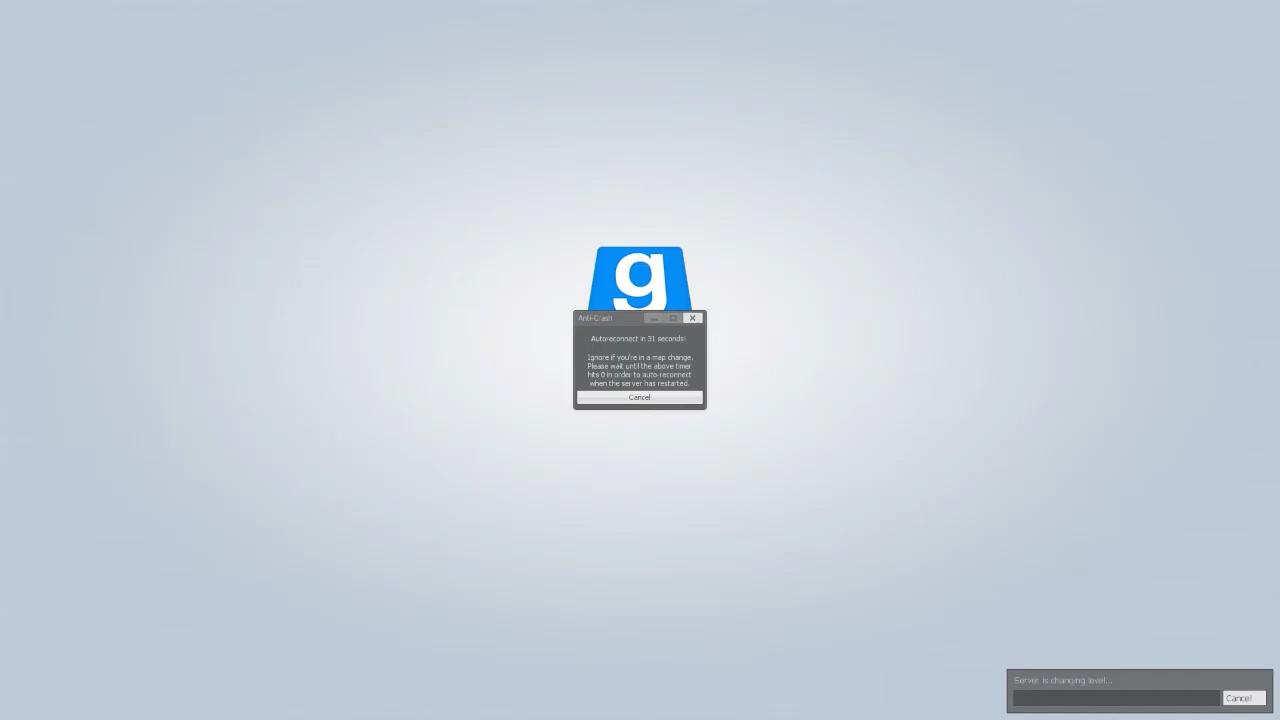 g
Anti-Crash
Autoreconnect in 31 seconds!
Ignore if you're in a map change.
Please wait until the above timer
hits 0 in order to auto-reconnect
when the server has restarted.
Cancel
Server is changing level...
Cancel